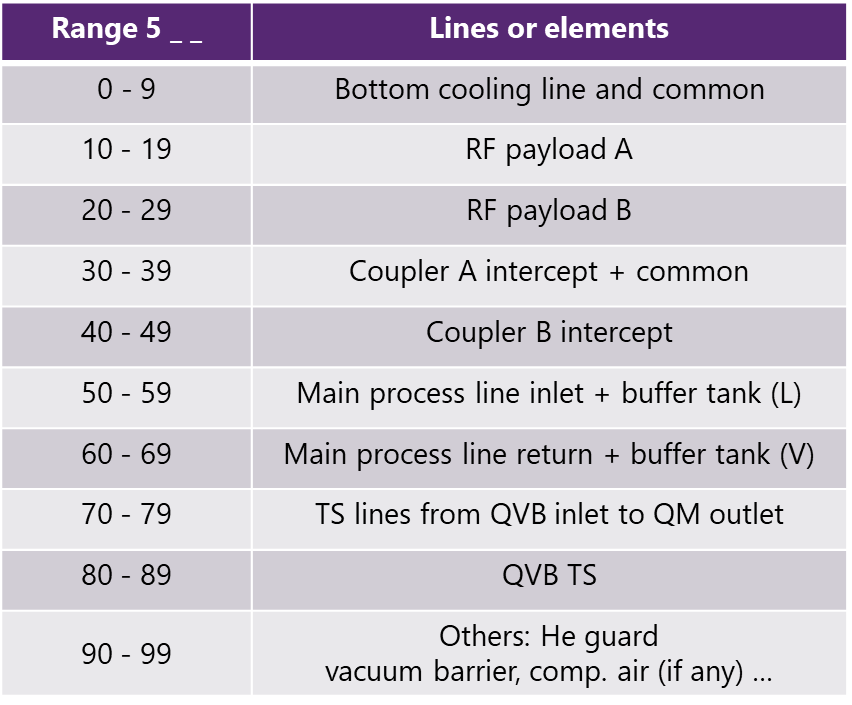 Range 5 _ _ Lines or elements
0 - 9 Bottom cooling line and common
10 - 19 RF payload A
20 - 29 RF payload B
30 - 39 Coupler A intercept + common
40 - 49 Coupler B intercept
50 - 59 Main process line inlet + buffer tank (L)
60 - 69 Main process line return + buffer tank (V)
70 - 79 TS lines from QVB inlet to QM outlet
80 - 89 QVB TS
90 - 99 Others: He guard
vacuum barrier, comp. air (if any) ...